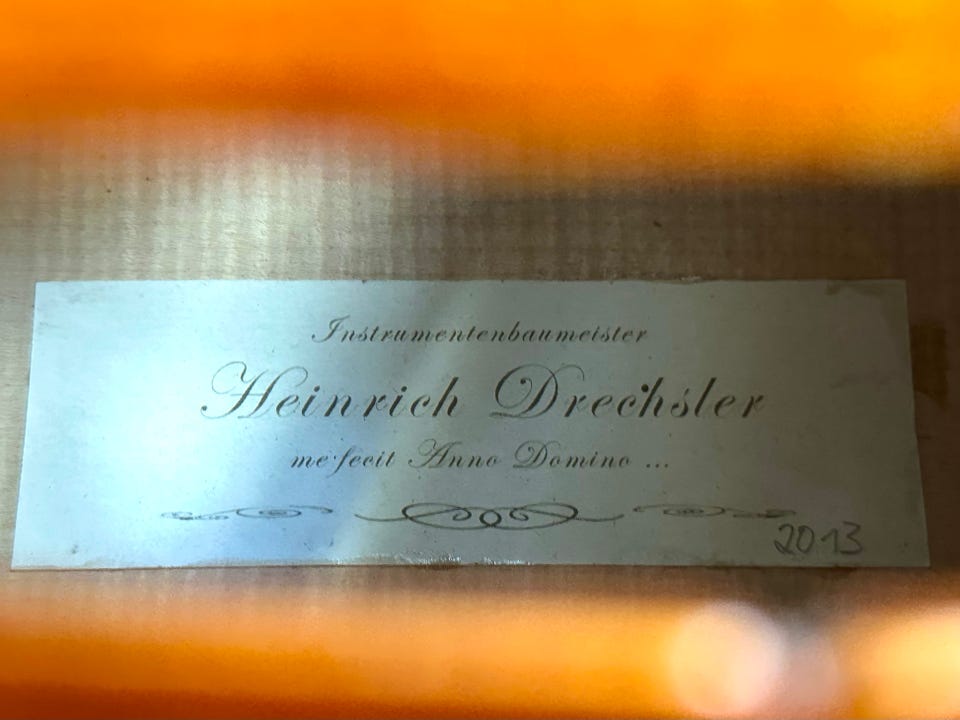 Instrumentenbaumeister
Heinrich Drechsler
me fecit Anno Domino ...
2013